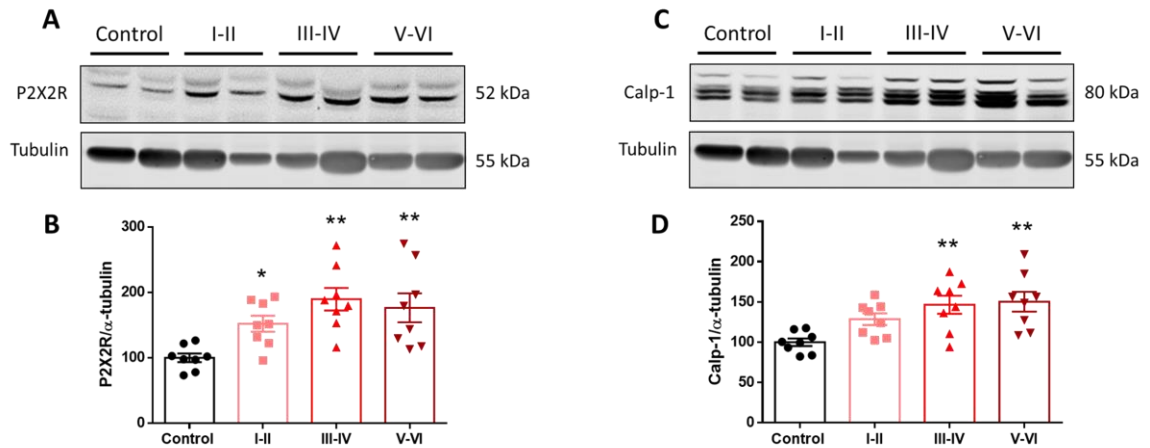 A
Control I-II III-IV V-VI
P2X2R 52 kDa
Tubulin 55 kDa
B
P2X2R/α-tubulin
300
200
100
0
* ** **
Control I-II III-IV V-VI
C
Control I-II III-IV V-VI
Calp-1 80 kDa
Tubulin 55 kDa
D
Calp-1/α-tubulin
250
200
150
100
50
0
** **
Control I-II III-IV V-VI